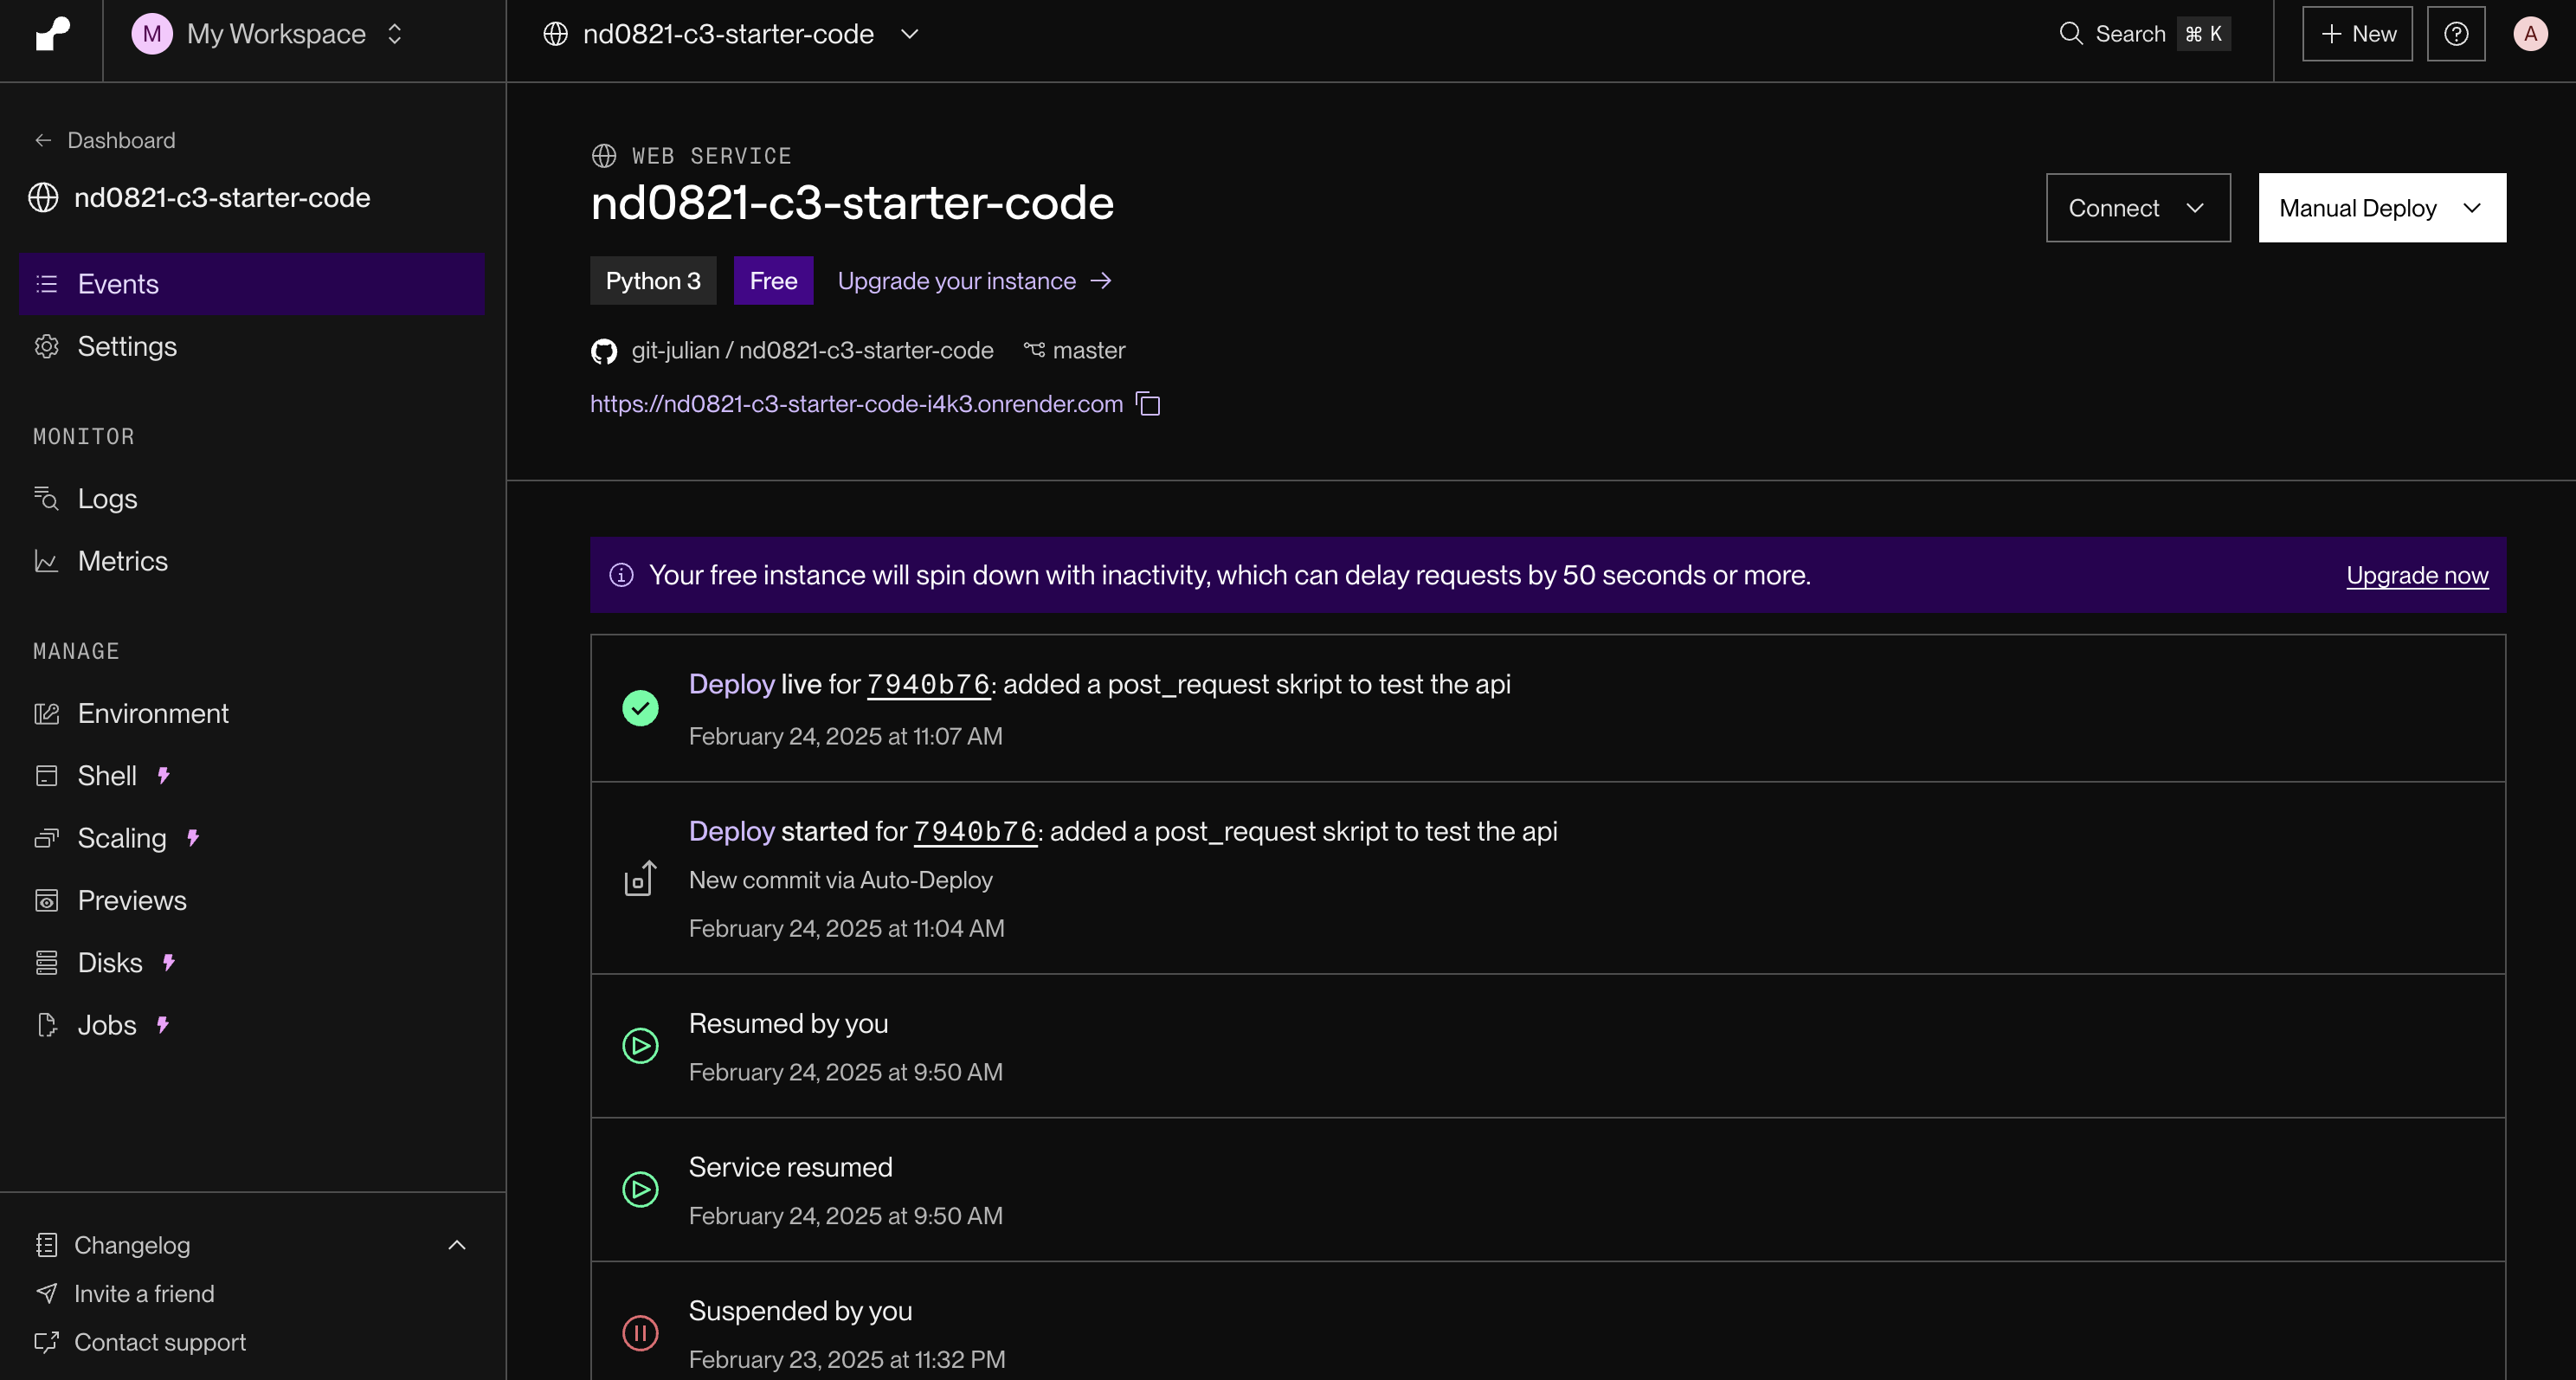 M My Workspace
nd0821-c3-starter-code
Search ⌘ K
+ New
A
← Dashboard
nd0821-c3-starter-code
Events
Settings
MONITOR
Logs
Metrics
MANAGE
Environment
Shell
Scaling
Previews
Disks
Jobs
Changelog
Invite a friend
Contact support
WEB SERVICE
nd0821-c3-starter-code
Connect
Manual Deploy
Python 3 Free Upgrade your instance →
git-julian / nd0821-c3-starter-code master
https://nd0821-c3-starter-code-i4k3.onrender.com
Your free instance will spin down with inactivity, which can delay requests by 50 seconds or more. Upgrade now
Deploy live for 7940b76: added a post_request skript to test the api
February 24, 2025 at 11:07 AM
Deploy started for 7940b76: added a post_request skript to test the api
New commit via Auto-Deploy
February 24, 2025 at 11:04 AM
Resumed by you
February 24, 2025 at 9:50 AM
Service resumed
February 24, 2025 at 9:50 AM
Suspended by you
February 23, 2025 at 11:32 PM